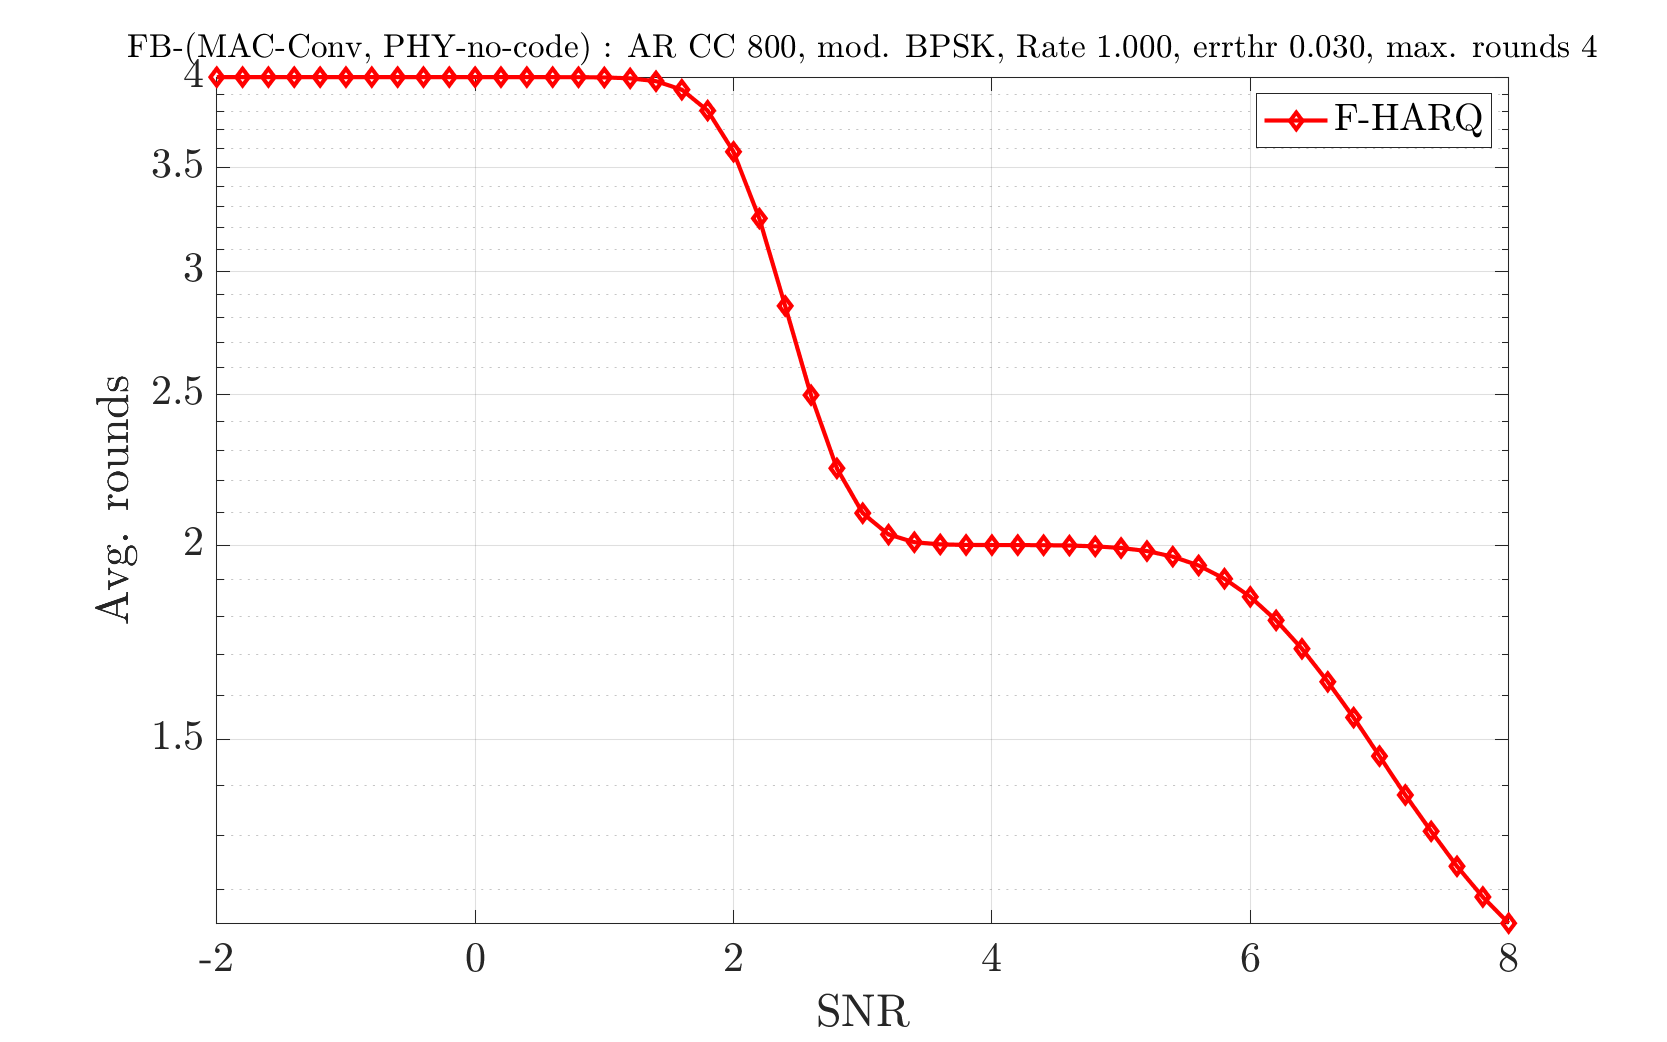 FB-(MAC-Conv, PHY-no-code) : AR CC 800, mod. BPSK, Rate 1.000, errthr 0.030, max. rounds 4
F-HARQ
4
3.5
3
2.5
2
1.5
Avg. rounds
-2 0 2 4 6 8
SNR